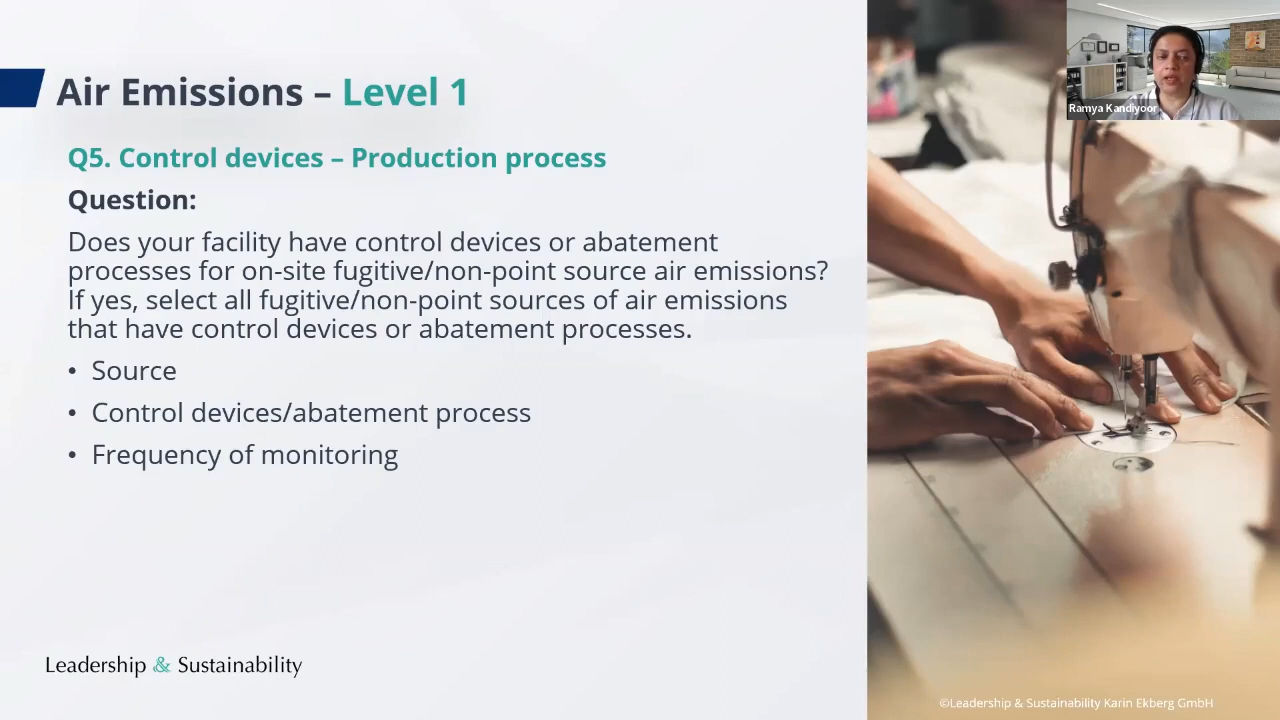 Air Emissions – Level 1
Q5. Control devices – Production process
Question:
Does your facility have control devices or abatement
processes for on-site fugitive/non-point source air emissions?
If yes, select all fugitive/non-point sources of air emissions
that have control devices or abatement processes.
• Source
• Control devices/abatement process
• Frequency of monitoring
Leadership & Sustainability
Ramya Kandiyoor
©Leadership & Sustainability Karin Ekberg GmbH